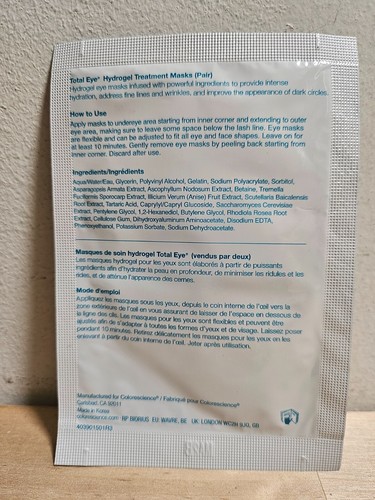 Total Eye® Hydrogel Treatment Masks (Pair)
Hydrogel eye masks infused with powerful ingredients to provide intense
hydration, address fine lines and wrinkles, and improve the appearance of dark circles.
How to Use
Apply masks to undereye area starting from inner corner and extending to outer
eye area, making sure to leave some space below the lash line. Eye masks
are flexible and can be adjusted to fit all eye and face shapes. Leave on for
at least 10 minutes. Gently remove eye masks by peeling back starting from
inner corner. Discard after use.
Ingredients/Ingrédients
Aqua/Water/Eau, Glycerin, Polyvinyl Alcohol, Gelatin, Sodium Polyacrylate, Sorbitol,
Asparagopsis Armata Extract, Ascophyllum Nodosum Extract, Betaine, Tremella
Fuciformis Sporocarp Extract, Illicium Verum (Anise) Fruit Extract, Scutellaria Baicalensis
Root Extract, Tartaric Acid, Caprylyl/Capryl Glucoside, Saccharomyces Cerevisiae
Extract, Pentylene Glycol, 1,2-Hexanediol, Butylene Glycol, Rhodiola Rosea Root
Extract, Cellulose Gum, Dihydroxyaluminum Aminoacetate, Disodium EDTA,
Phenoxyethanol, Potassium Sorbate, Sodium Dehydroacetate.
Masques de soin hydrogel Total Eye® (vendus par deux)
Les masques hydrogel pour les yeux sont élaborés à partir de puissants
ingrédients afin d'hydrater la peau en profondeur, de minimiser les ridules et les
rides, et de atténuer l'apparence des cernes.
Mode d'emploi
Appliquer les masques sous les yeux, depuis le coin interne de l'œil vers la
zone extérieure de l'œil en vous assurant de laisser de l'espace en dessous de
la ligne des cils. Les masques pour les yeux sont flexibles et peuvent être
ajustés afin de s'adapter à toutes les formes d'yeux et de visage. Laissez poser
pendant 10 minutes. Retirez délicatement les masques pour les yeux en les
enlevant à partir du coin interne de l'œil. Jeter après utilisation.
Manufactured for Colorescience® / Fabriqué pour Colorescience®
Carlsbad, CA 92011
Made in Korea
colorescience.com EU WAVRE, BE UK LONDON WC2N 5JG, GB